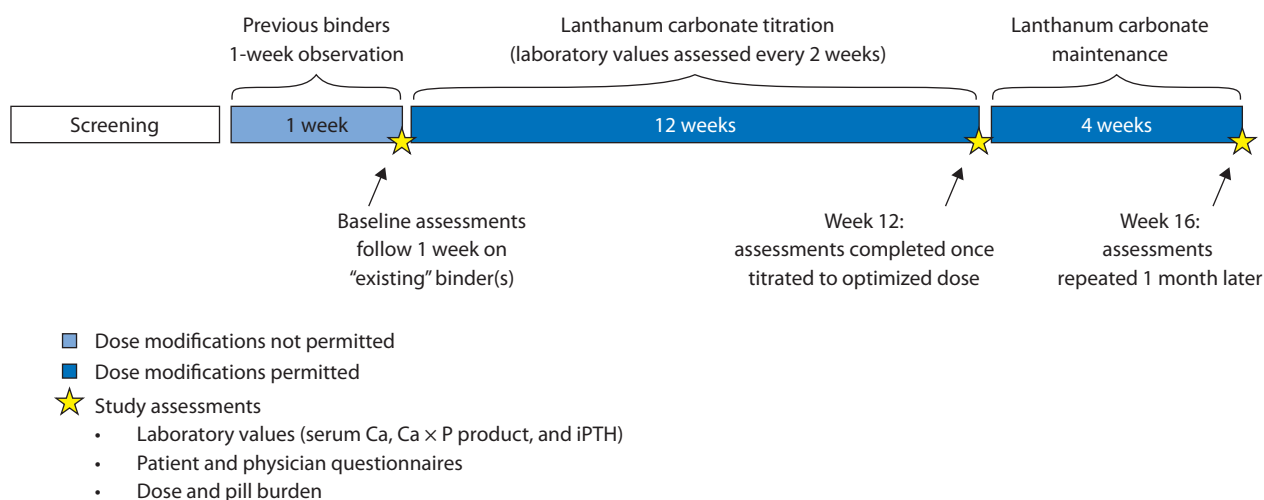 Previous binders
1-week observation
Lanthanum carbonate titration
(laboratory values assessed every 2 weeks)
Lanthanum carbonate
maintenance
Screening
1 week
12 weeks
4 weeks
Baseline assessments
follow 1 week on
“existing” binder(s)
Week 12:
assessments completed once
titrated to optimized dose
Week 16:
assessments
repeated 1 month later
Dose modifications not permitted
Dose modifications permitted
Study assessments
• Laboratory values (serum Ca, Ca × P product, and iPTH)
• Patient and physician questionnaires
• Dose and pill burden